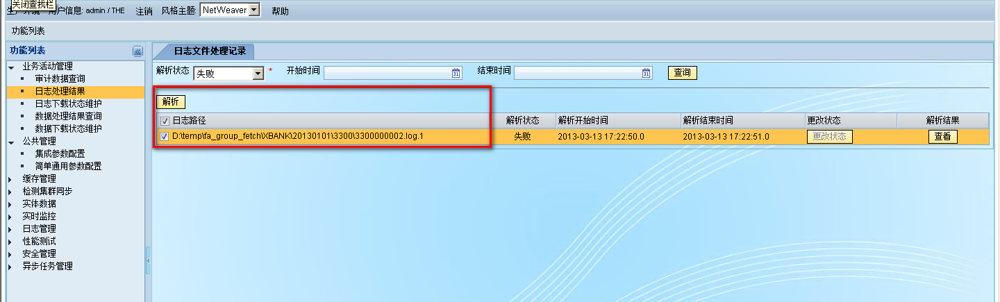 关闭查找栏
生产环境 用户信息: admin / THE 注销 风格主题: NetWeaver 帮助
功能列表
功能列表
业务活动管理
审计数据查询
日志处理结果
日志下载状态维护
数据处理结果查询
数据下载状态维护
公共管理
集成参数配置
简单通用参数配置
缓存管理
检测集群同步
实体数据
实时监控
日志管理
性能测试
安全管理
异步任务管理
日志文件处理记录
解析状态 失败 * 开始时间 31 结束时间 31 查询
解析
日志路径 解析状态 解析开始时间 解析结束时间 更改状态 解析结果
D:\temp\fa_group_fetch\XBANK\20130101\3300\3300000002.log.1 失败 2013-03-13 17:22:50.0 2013-03-13 17:22:51.0 更改状态 查看